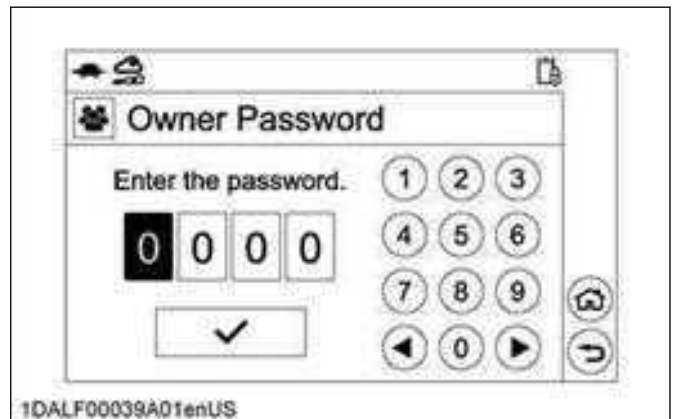 Owner Password
Enter the password.
0 0 0 0
1 2 3
4 5 6
7 8 9
0
1DALF00039A01enUS